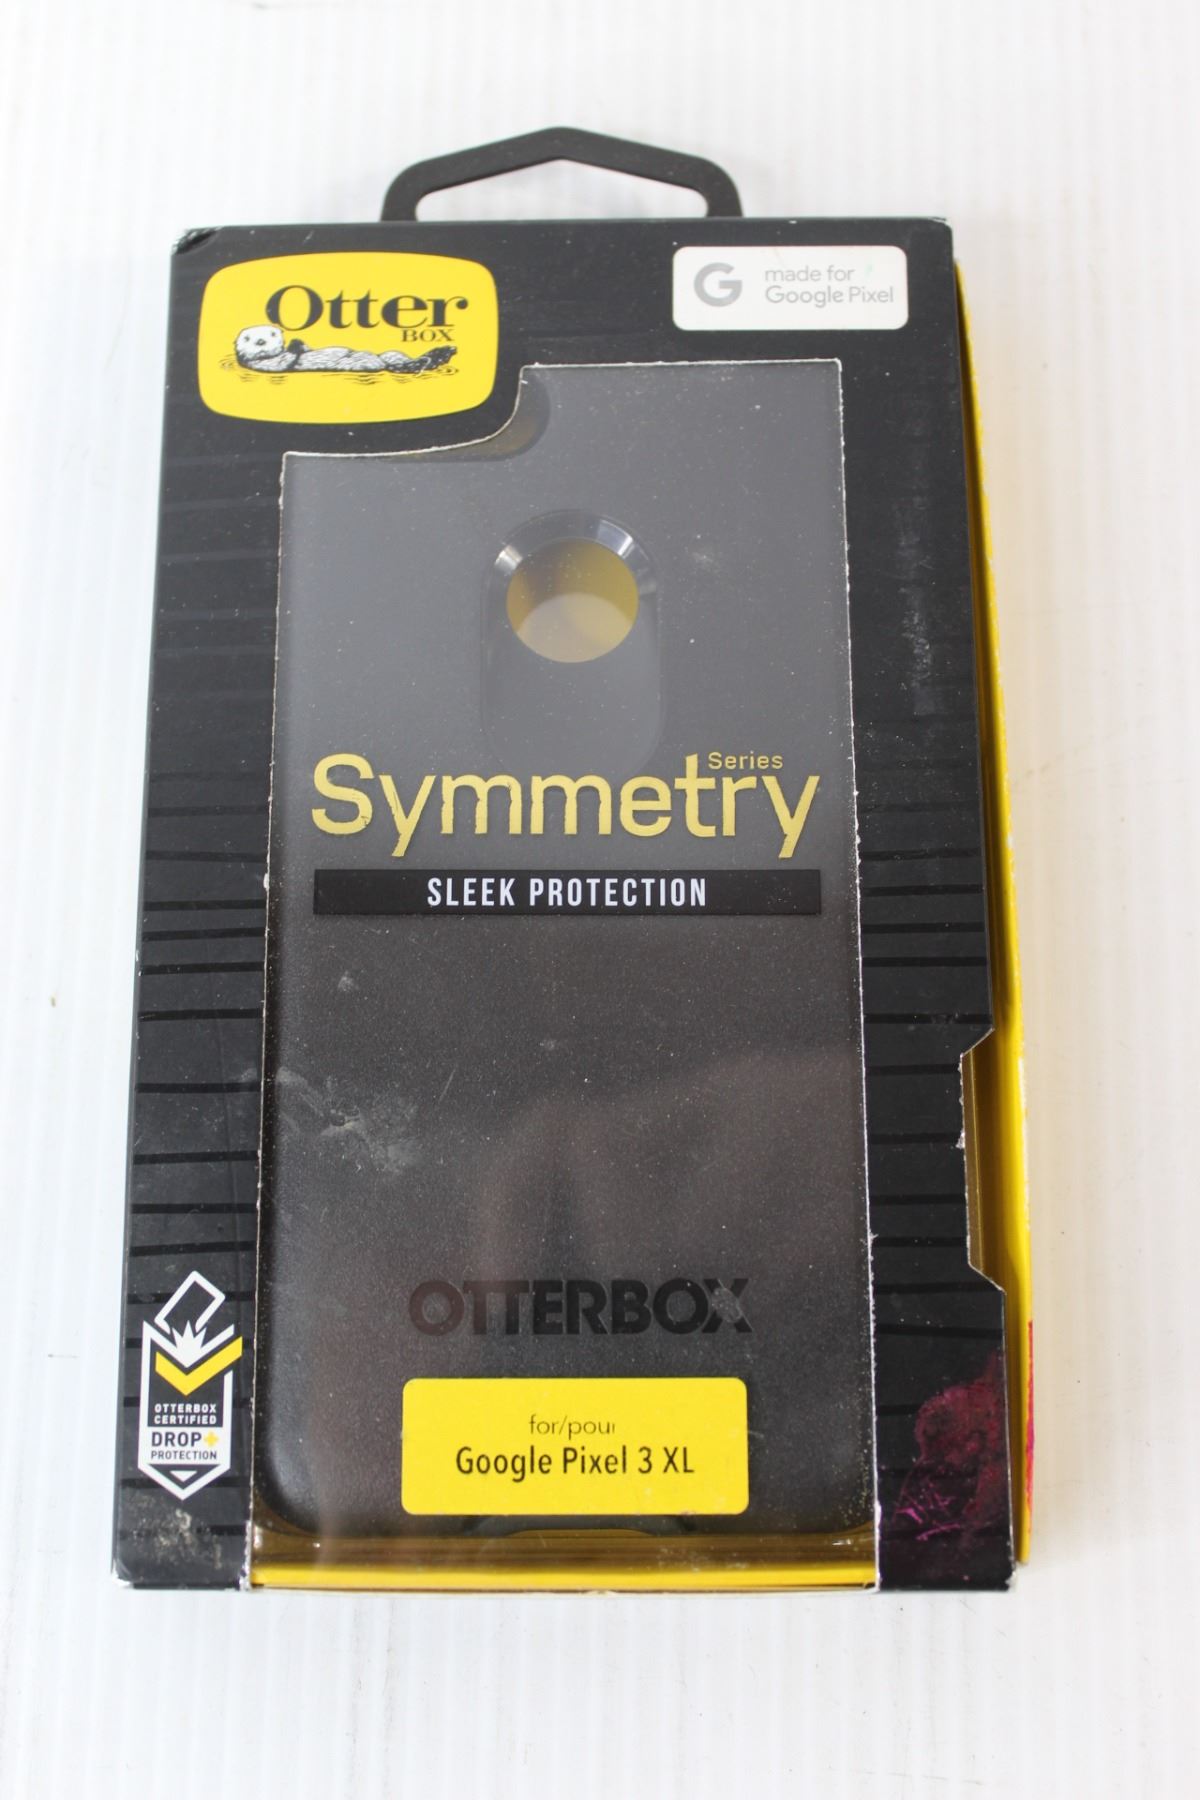 Otter
BOX
made for
Google Pixel
Series
Symmetry
SLEEK PROTECTION
OTTERBOX
for/pour
Google Pixel 3 XL
OTTERBOX
CERTIFIED
DROP+
PROTECTION